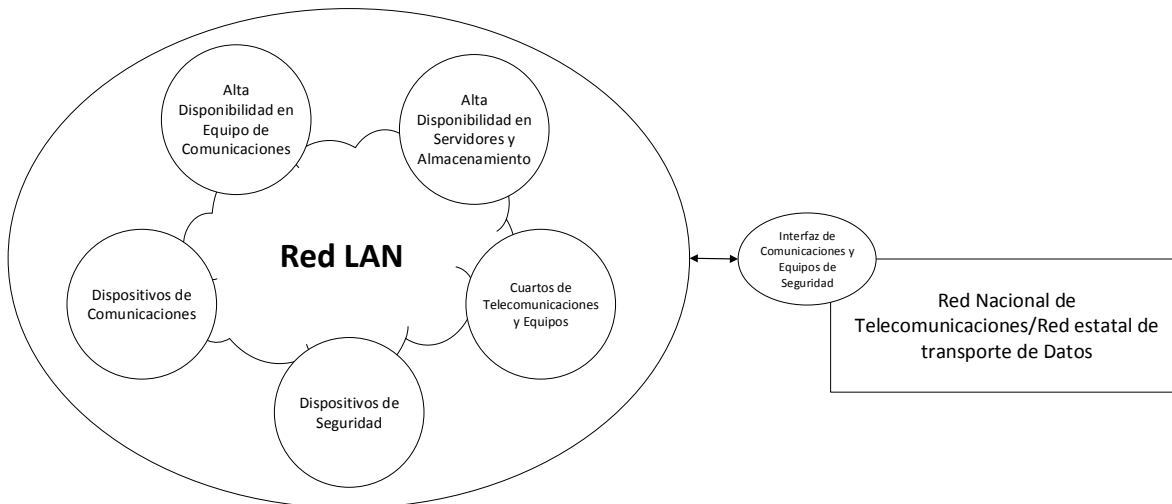 Alta
Disponibilidad en
Equipo de
Comunicaciones
Alta
Disponibilidad en
Servidores y
Almacenamiento
Red LAN
Dispositivos de
Comunicaciones
Cuartos de
Telecomunicaciones
y Equipos
Dispositivos de
Seguridad
Interfaz de
Comunicaciones y
Equipos de
Seguridad
Red Nacional de
Telecomunicaciones/Red estatal de
transporte de Datos